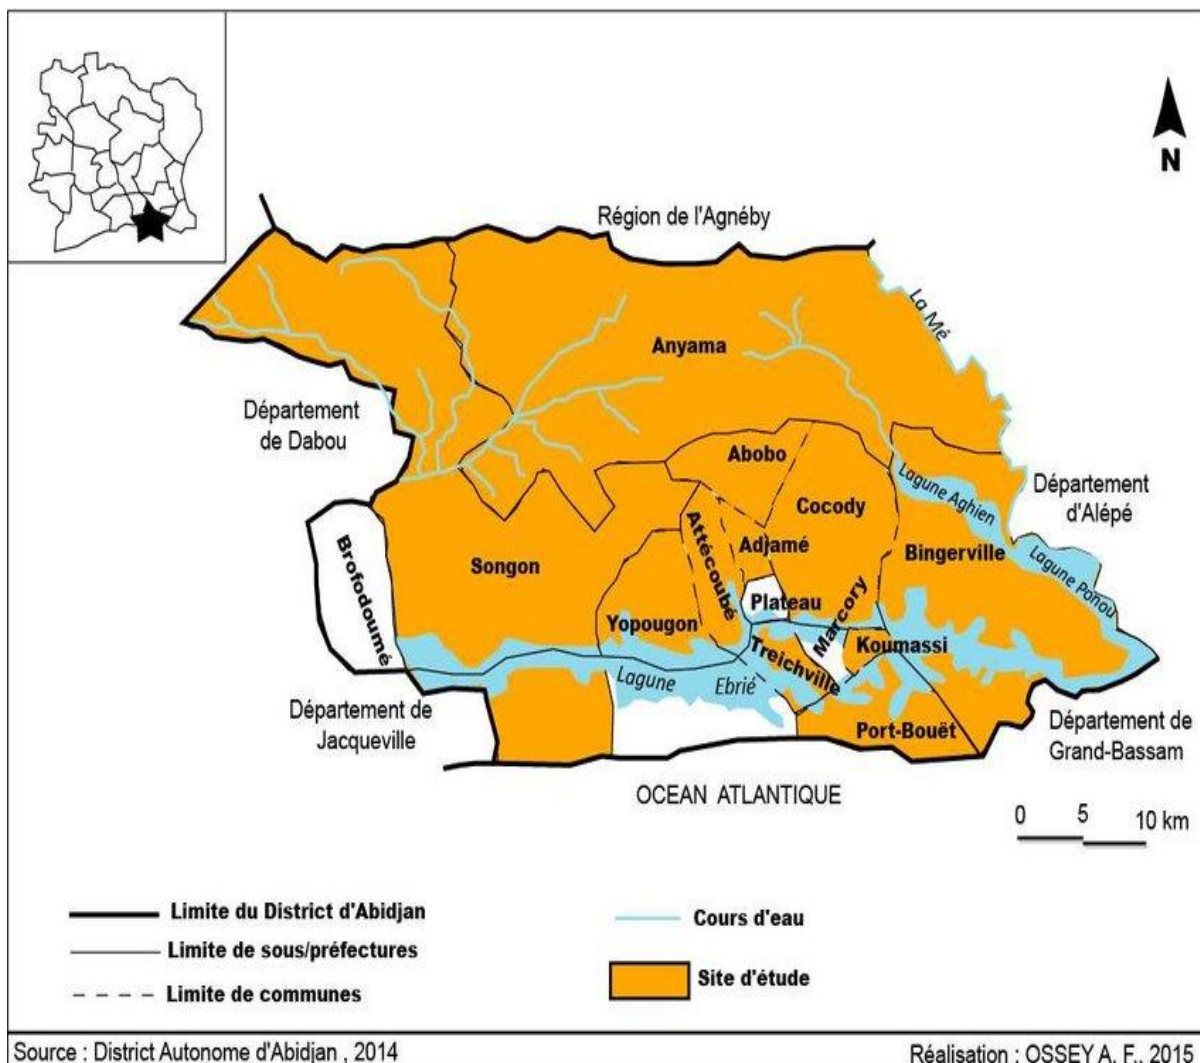 N
Région de l'Agnéby
La Mé
Anyama
Département
de Dabou
Abobo
Cocody
Lagune Aghien
Département
d'Alépé
Attécoubé
Adjamé
Bingerville
Lagune Potiou
Brofodoumé
Songon
Plateau
Marcory
Yopougon
Koumassi
Treichville
Lagune Ebrié
Département de
Jacqueville
Port-Bouët
Département de
Grand-Bassam
OCEAN ATLANTIQUE
0 5 10 km
Limite du District d'Abidjan
Limite de sous/préfectures
Limite de communes
Cours d'eau
Site d'étude
Source : District Autonome d'Abidjan , 2014
Réalisation : OSSEY A. F., 2015